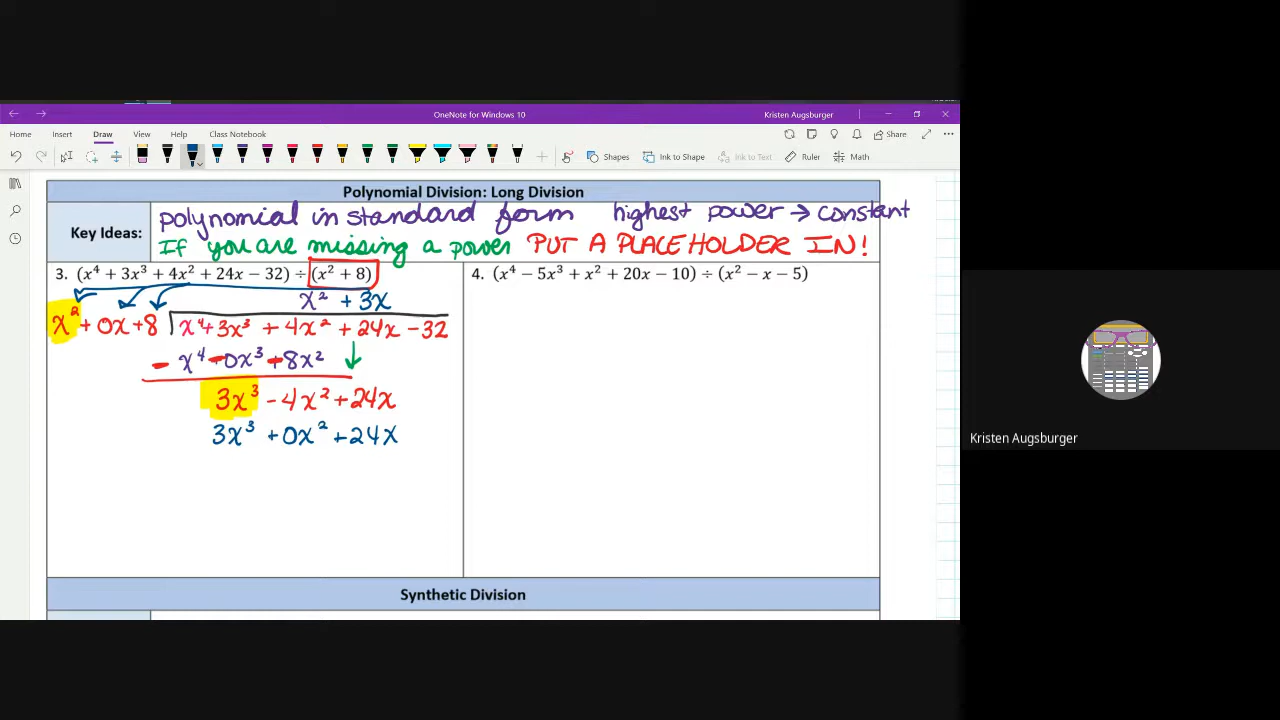 OneNote for Windows 10
Kristen Augsburger
Home Insert Draw View Help Class Notebook
Share
Shapes Ink to Shape Ink to Text Ruler Math
Polynomial Division: Long Division
Key Ideas:
polynomial in standard form highest power → constant
If you are missing a power PUT A PLACEHOLDER IN!
3. (x⁴ + 3x³ + 4x² + 24x − 32) ÷ (x² + 8)
x² + 3x
x² + 0x + 8 x⁴ + 3x³ + 4x² + 24x − 32
− x⁴ − 0x³ − 8x²
3x³ − 4x² + 24x
3x³ + 0x² + 24x
4. (x⁴ − 5x³ + x² + 20x − 10) ÷ (x² − x − 5)
Synthetic Division
Kristen Augsburger